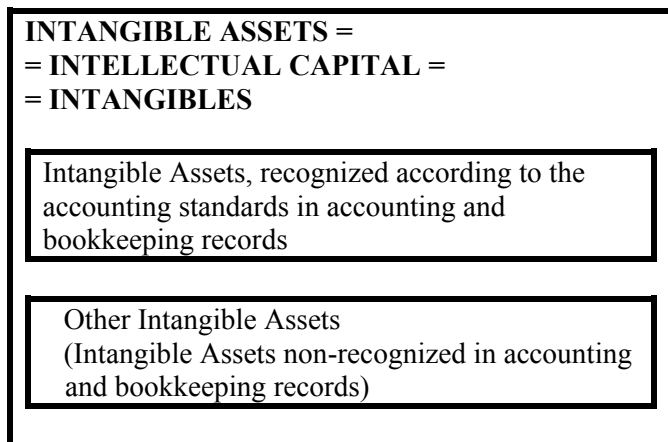 INTANGIBLE ASSETS =
= INTELLECTUAL CAPITAL =
= INTANGIBLES
Intangible Assets, recognized according to the
accounting standards in accounting and
bookkeeping records
Other Intangible Assets
(Intangible Assets non-recognized in accounting
and bookkeeping records)